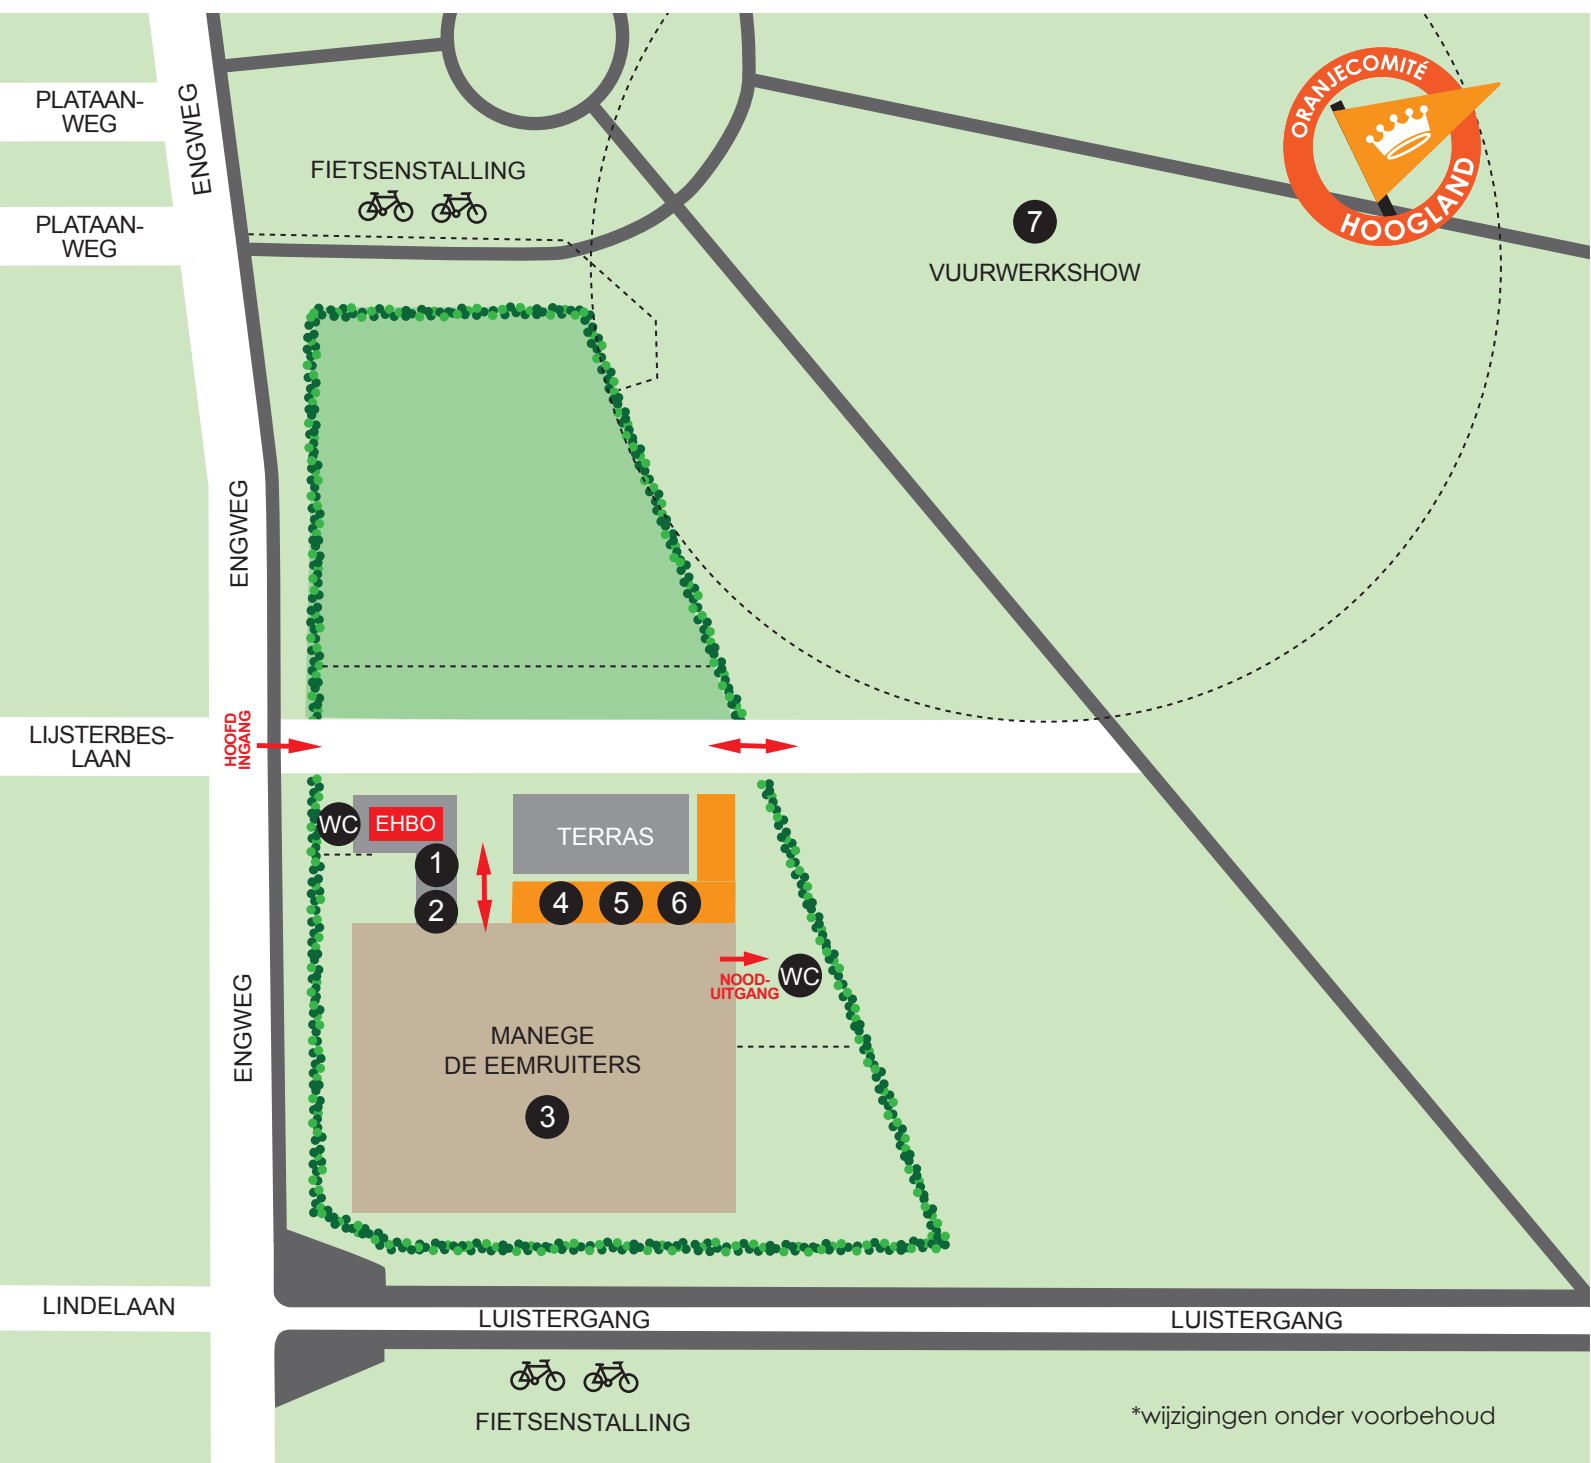 PLATAAN-
WEG
ENGWEG
FIETSENSTALLING
ORANJECOMITÉ
HOOGLAND
PLATAAN-
WEG
7
VUURWERKSHOW
ENGWEG
LIJSTERBES-
LAAN
HOOFD
INGANG
WC
EHBO
TERRAS
1
2
4
5
6
NOOD-
UITGANG
WC
ENGWEG
MANEGE
DE EEMRUITERS
3
LINDELAAN
LUISTERGANG
LUISTERGANG
FIETSENSTALLING
*wijzigingen onder voorbehoud